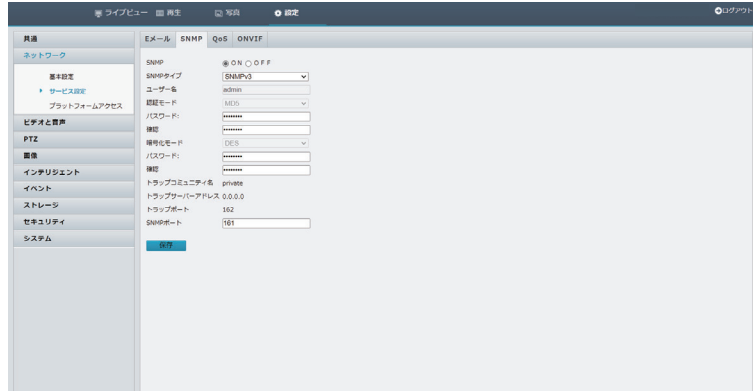 ライブビュー 再生 写真 設定 ログアウト
共通
ネットワーク
基本設定
サービス設定
プラットフォームアクセス
ビデオと音声
PTZ
画像
インテリジェント
イベント
ストレージ
セキュリティ
システム
Eメール SNMP QoS ONVIF
SNMP ON OFF
SNMPタイプ SNMPv3
ユーザー名 admin
認証モード MD5
パスワード: ••••••••
確認 ••••••••
暗号化モード DES
パスワード: ••••••••
確認 ••••••••
トラップコミュニティ名 private
トラップサーバーアドレス 0.0.0.0
トラップポート 162
SNMPポート 161
保存